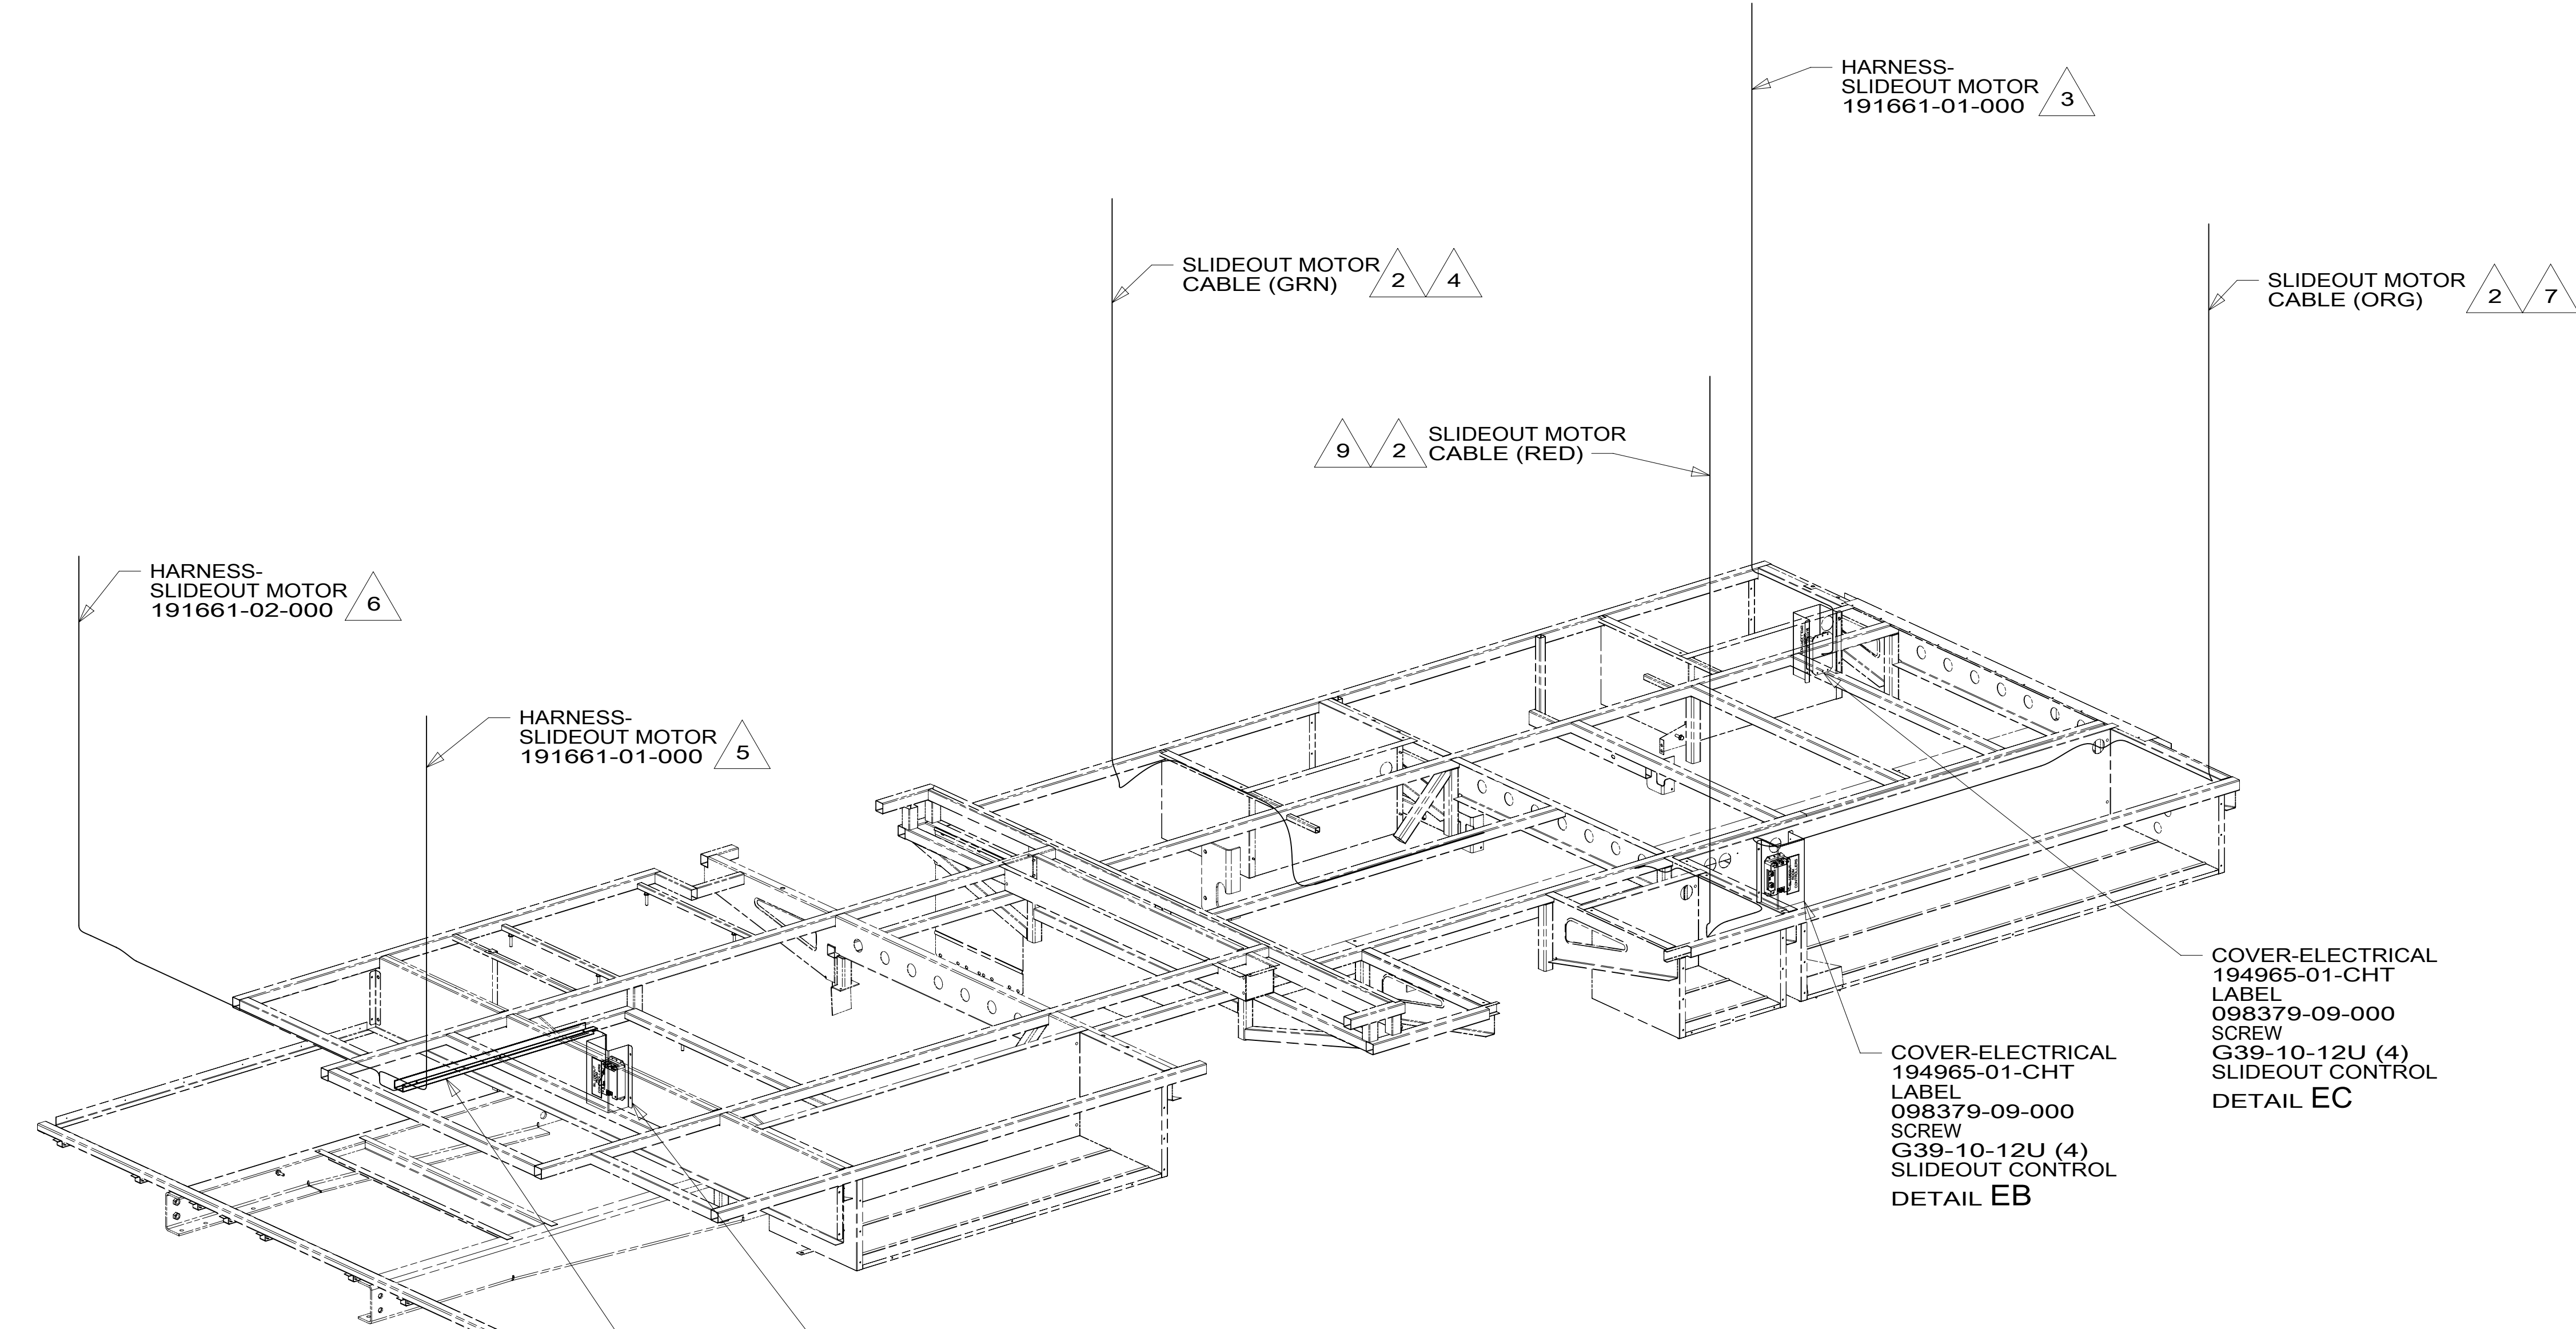 HARNESS-
SLIDEOUT MOTOR
191661-01-000
3
SLIDEOUT MOTOR
CABLE (GRN)
2 4
SLIDEOUT MOTOR
CABLE (ORG)
2 7
9 2
SLIDEOUT MOTOR
CABLE (RED)
HARNESS-
SLIDEOUT MOTOR
191661-02-000
6
HARNESS-
SLIDEOUT MOTOR
191661-01-000
5
COVER-ELECTRICAL
194965-01-CHT
LABEL
098379-09-000
SCREW
G39-10-12U (4)
SLIDEOUT CONTROL
DETAIL EC
COVER-ELECTRICAL
194965-01-CHT
LABEL
098379-09-000
SCREW
G39-10-12U (4)
SLIDEOUT CONTROL
DETAIL EB